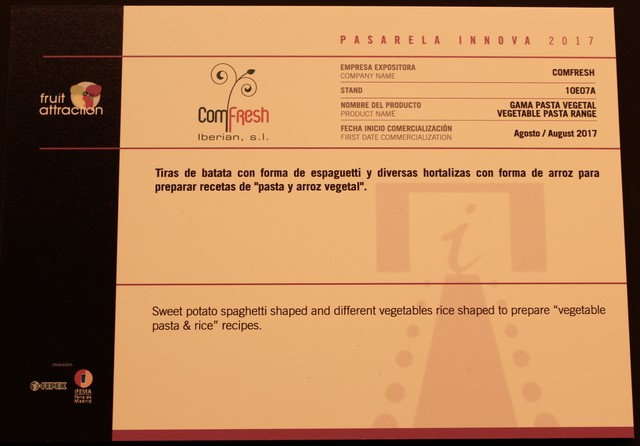 PASARELA INNOVA 2017
fruit
attraction
ComFresh
Iberian, s.l.
EMPRESA EXPOSITORA
COMPANY NAME
COMFRESH
STAND
10E07A
NOMBRE DEL PRODUCTO
PRODUCT NAME
GAMA PASTA VEGETAL
VEGETABLE PASTA RANGE
FECHA INICIO COMERCIALIZACIÓN
FIRST DATE COMMERCIALIZATION
Agosto / August 2017
Tiras de batata con forma de espaguetti y diversas hortalizas con forma de arroz para
preparar recetas de "pasta y arroz vegetal".
i
Sweet potato spaghetti shaped and different vegetables rice shaped to prepare “vegetable
pasta & rice” recipes.
FEPEX
IFEMA
Feria de
Madrid